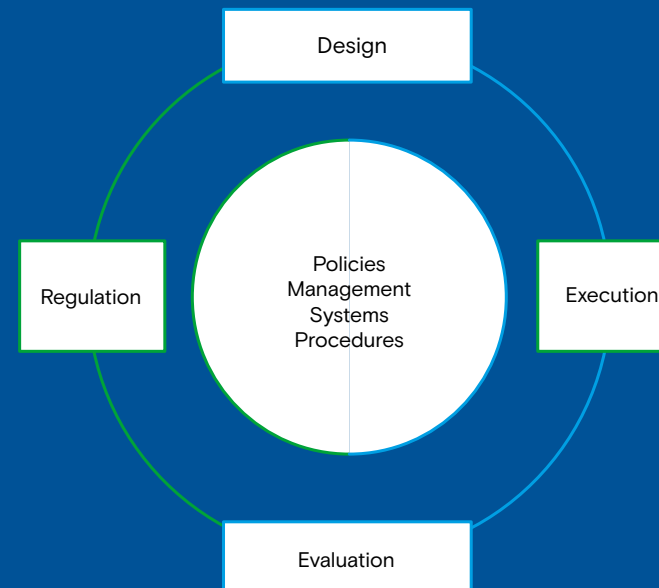 Design
Regulation
Policies
Management
Systems
Procedures
Execution
Evaluation